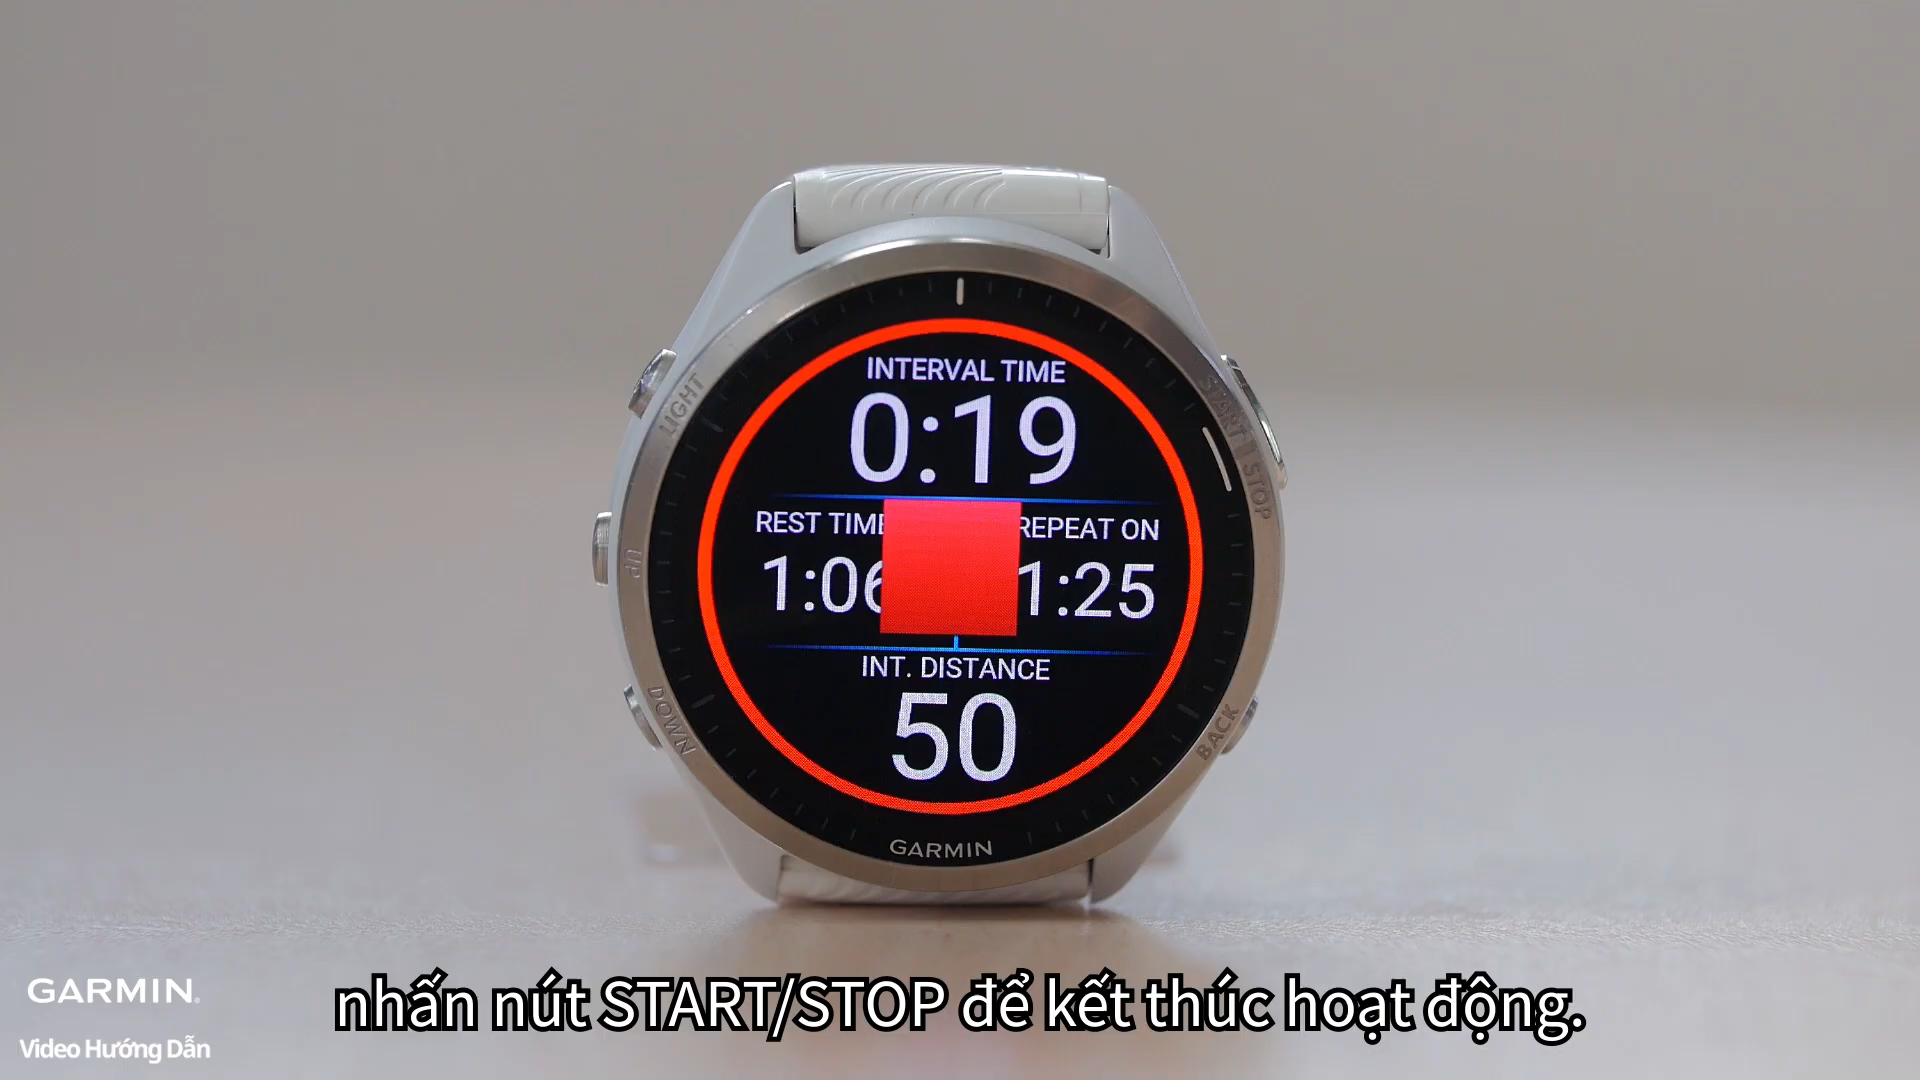 INTERVAL TIME
0:19
REST TIME
REPEAT ON
1:06
1:25
INT. DISTANCE
50
LIGHT
START | STOP
UP
DOWN
BACK
GARMIN
nhấn nút START/STOP để kết thúc hoạt động.
GARMIN.
Video Hướng Dẫn